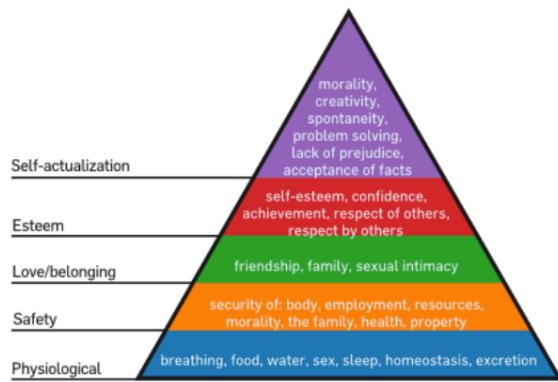 morality,
creativity,
spontaneity,
problem solving,
lack of prejudice,
acceptance of facts
Self-actualization
self-esteem, confidence,
achievement, respect of others,
respect by others
Esteem
friendship, family, sexual intimacy
Love/belonging
security of: body, employment, resources,
morality, the family, health, property
Safety
breathing, food, water, sex, sleep, homeostasis, excretion
Physiological